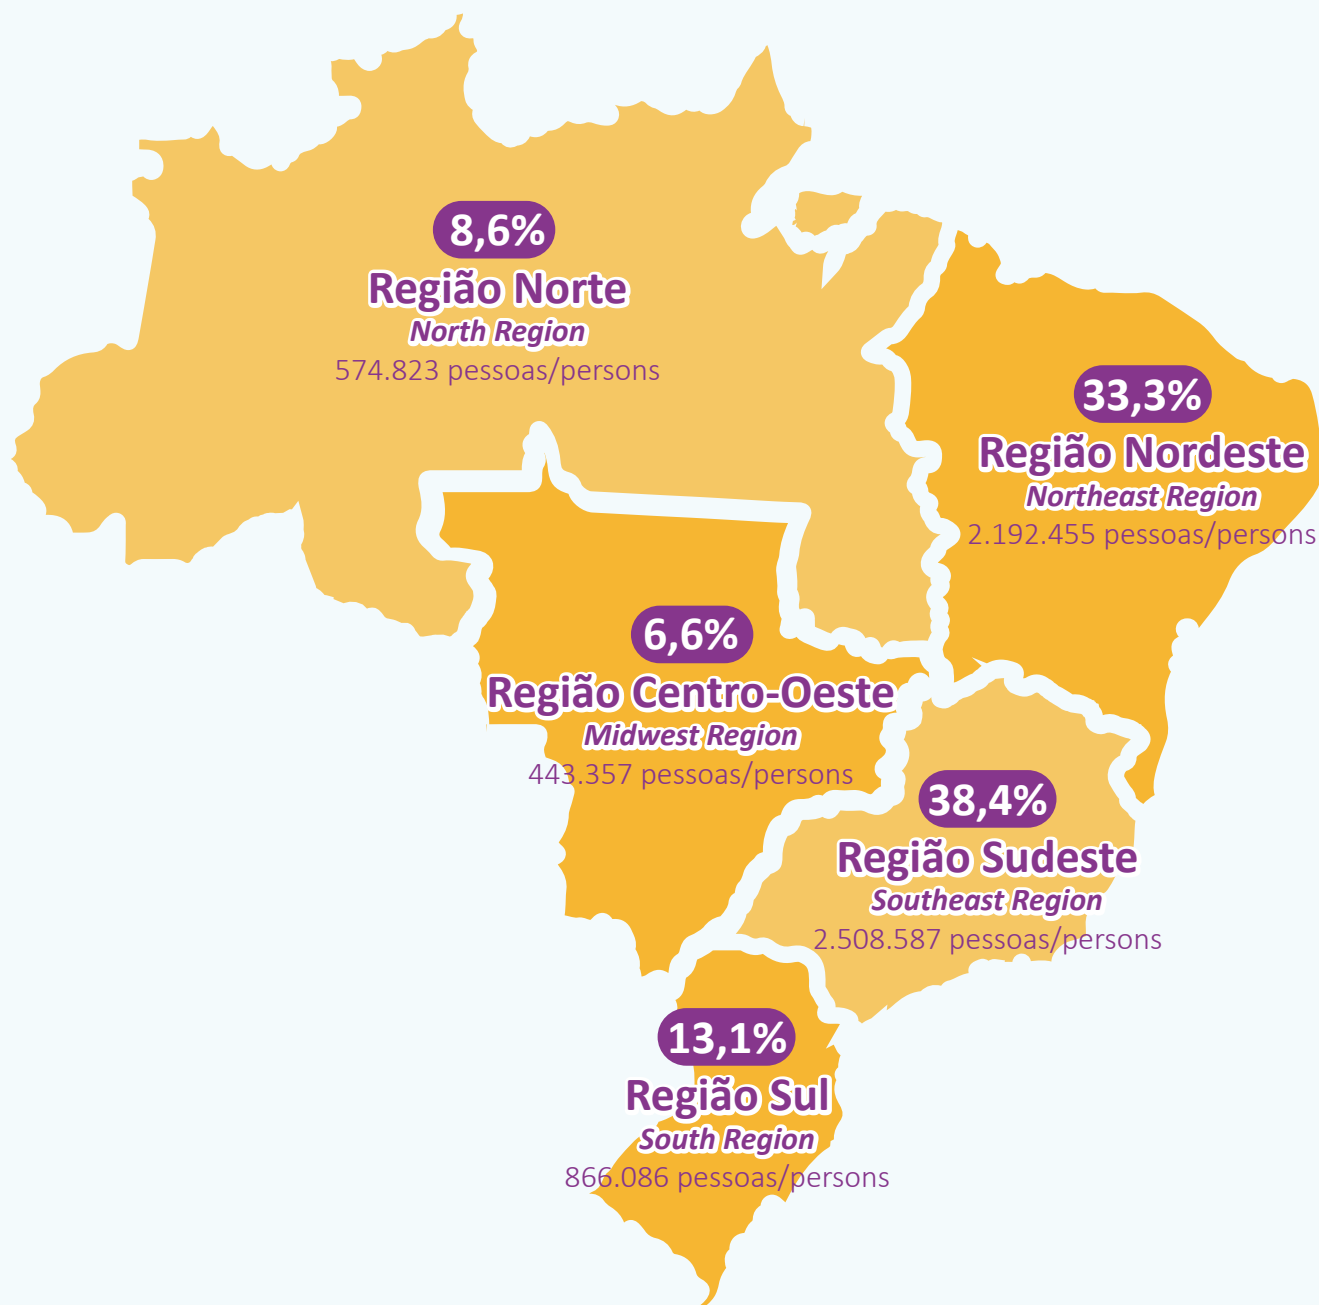 8,6%
Região Norte
North Region
574.823 pessoas/persons
33,3%
Região Nordeste
Northeast Region
2.192.455 pessoas/persons
6,6%
Região Centro-Oeste
Midwest Region
443.357 pessoas/persons
38,4%
Região Sudeste
Southeast Region
2.508.587 pessoas/persons
13,1%
Região Sul
South Region
866.086 pessoas/persons